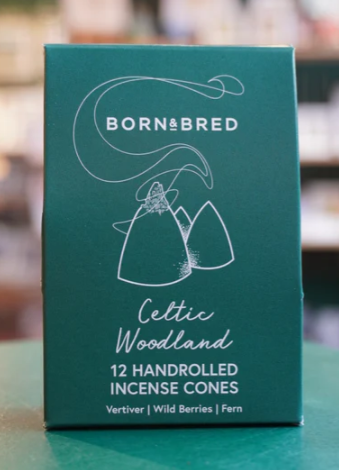 BORN & BRED
Celtic
Woodland
12 HANDROLLED
INCENSE CONES
Vertiver | Wild Berries | Fern